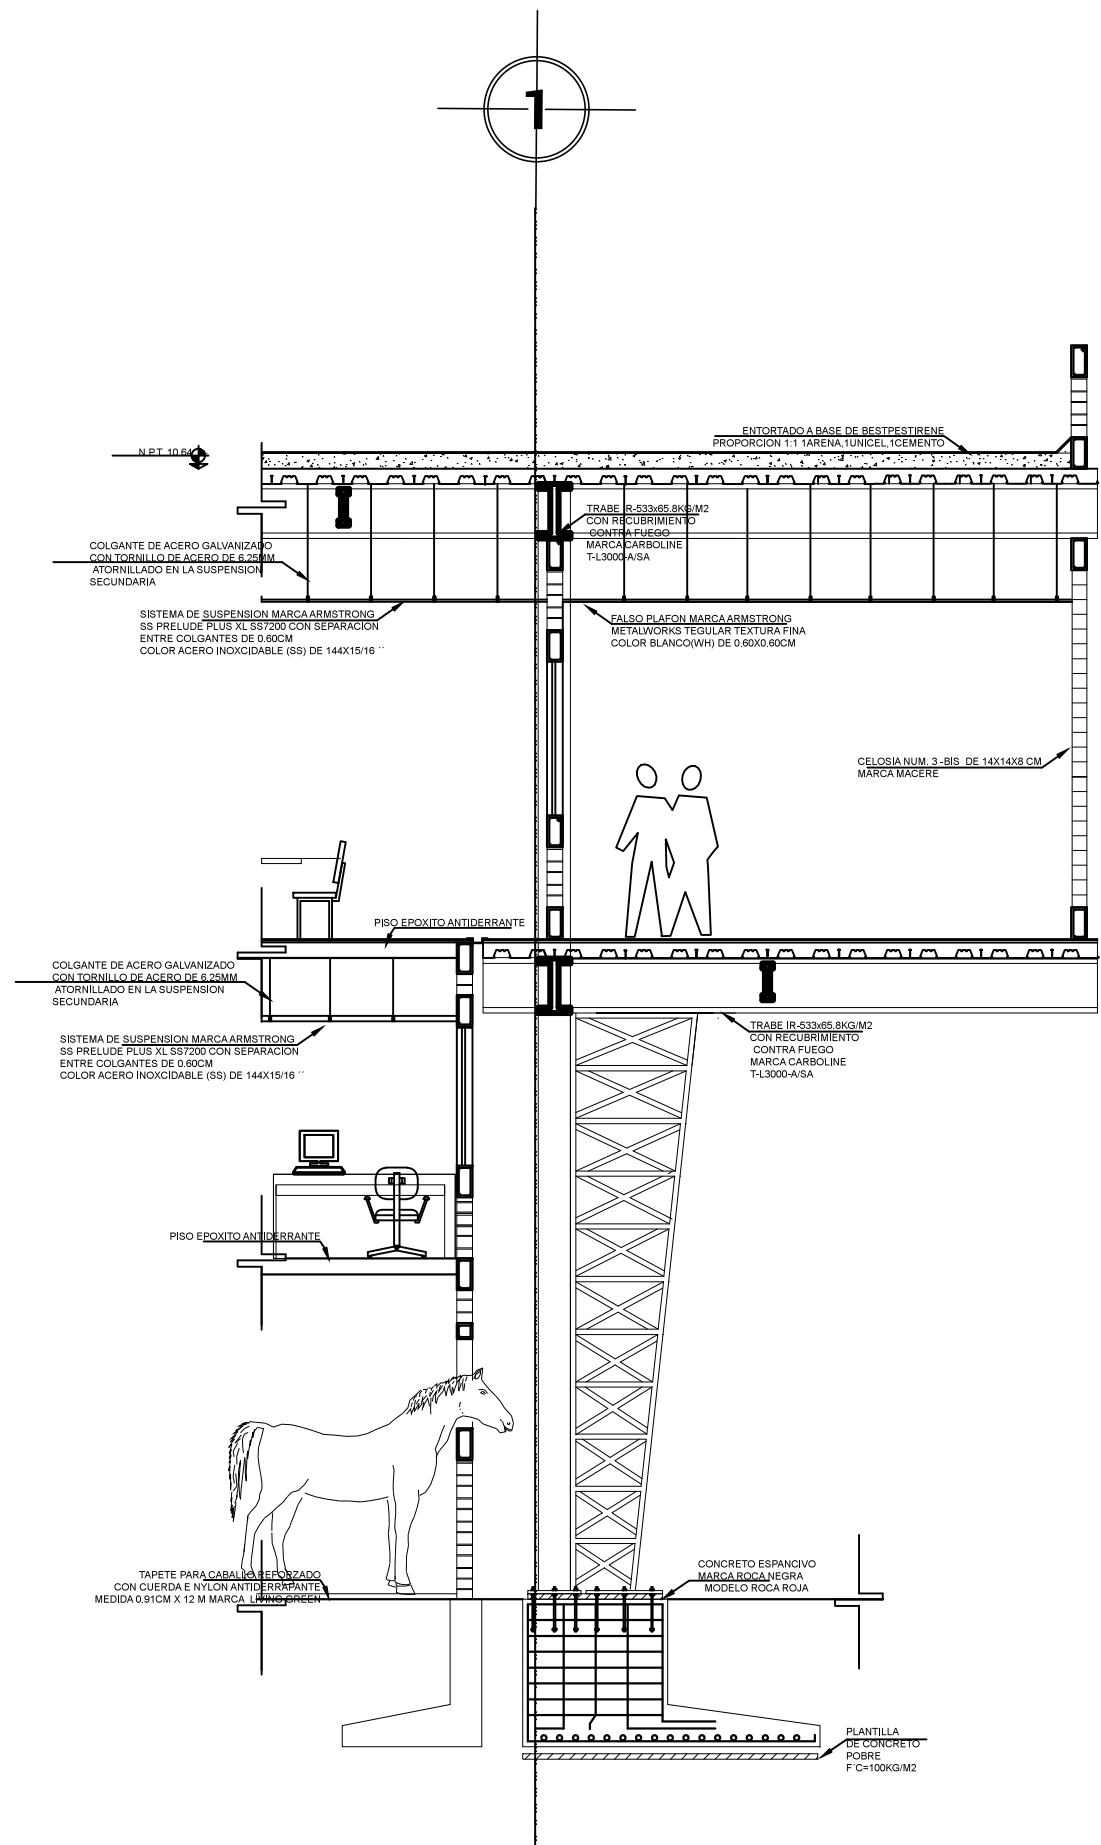 1
ENTORTADO A BASE DE BESTPESTIRENE
PROPORCION 1:1 1ARENA,1UNICEL,1CEMENTO
N.P.T. 10.64
TRABE IR-533x65.8KG/M2
CON RECUBRIMIENTO
CONTRA FUEGO
MARCA CARBOLINE
T-L3000-A/SA
COLGANTE DE ACERO GALVANIZADO
CON TORNILLO DE ACERO DE 6.25MM
ATORNILLADO EN LA SUSPENSION
SECUNDARIA
SISTEMA DE SUSPENSION MARCA ARMSTRONG
SS PRELUDE PLUS XL SS7200 CON SEPARACION
ENTRE COLGANTES DE 0.60CM
COLOR ACERO INOXCIDABLE (SS) DE 144X15/16 ´´
FALSO PLAFON MARCA ARMSTRONG
METALWORKS TEGULAR TEXTURA FINA
COLOR BLANCO(WH) DE 0.60X0.60CM
CELOSIA NUM. 3 -BIS DE 14X14X8 CM
MARCA MACERE
PISO EPOXITO ANTIDERRANTE
COLGANTE DE ACERO GALVANIZADO
CON TORNILLO DE ACERO DE 6.25MM
ATORNILLADO EN LA SUSPENSION
SECUNDARIA
SISTEMA DE SUSPENSION MARCA ARMSTRONG
SS PRELUDE PLUS XL SS7200 CON SEPARACION
ENTRE COLGANTES DE 0.60CM
COLOR ACERO INOXCIDABLE (SS) DE 144X15/16 ´´
TRABE IR-533x65.8KG/M2
CON RECUBRIMIENTO
CONTRA FUEGO
MARCA CARBOLINE
T-L3000-A/SA
PISO EPOXITO ANTIDERRANTE
TAPETE PARA CABALLO REFORZADO
CON CUERDA E NYLON ANTIDERRAPANTE
MEDIDA 0.91CM X 12 M MARCA LIVING GREEN
CONCRETO ESPANCIVO
MARCA ROCA NEGRA
MODELO ROCA ROJA
PLANTILLA
DE CONCRETO
POBRE
F´C=100KG/M2